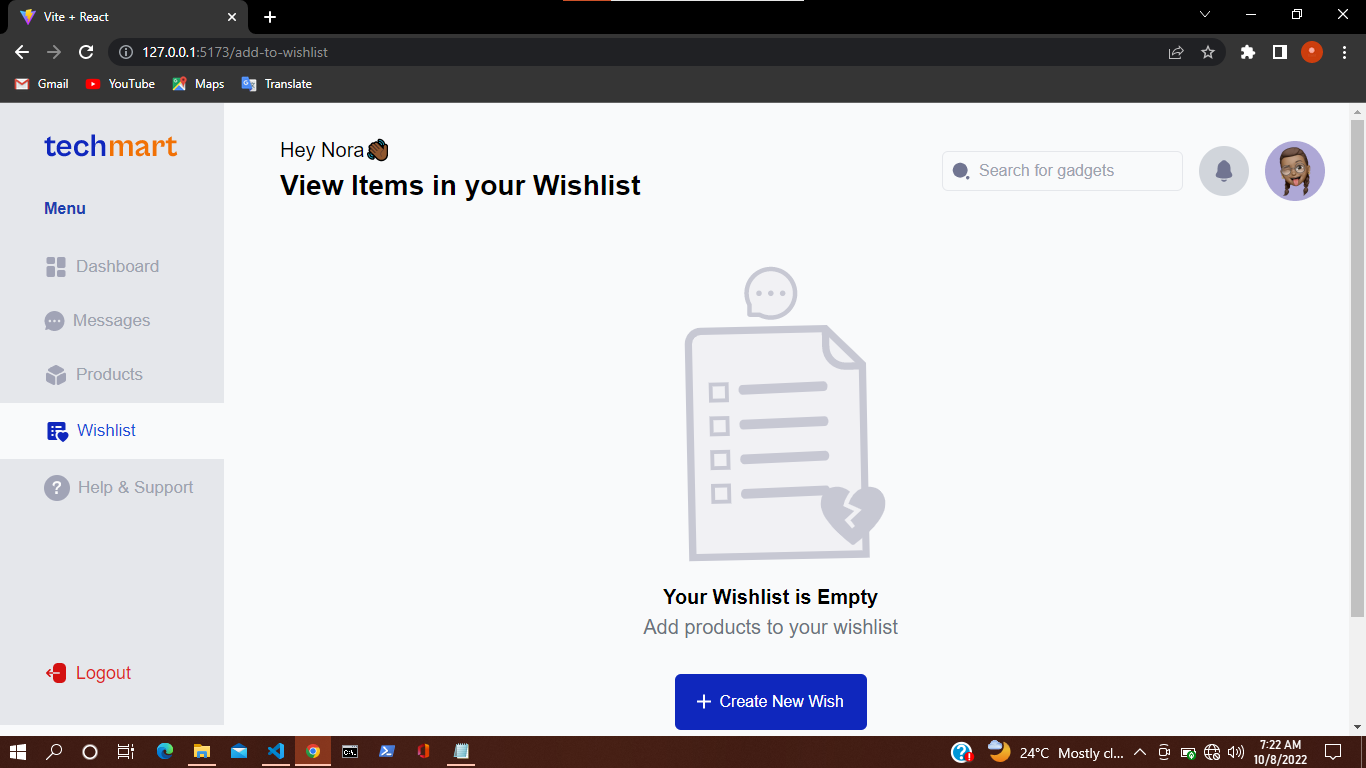 Vite + React
127.0.0.1:5173/add-to-wishlist
Gmail
YouTube
Maps
Translate
techmart
Menu
Dashboard
Messages
Products
Wishlist
Help & Support
Logout
Hey Nora👋🏿
View Items in your Wishlist
Search for gadgets
Your Wishlist is Empty
Add products to your wishlist
+ Create New Wish
24°C Mostly cl...
7:22 AM
10/8/2022